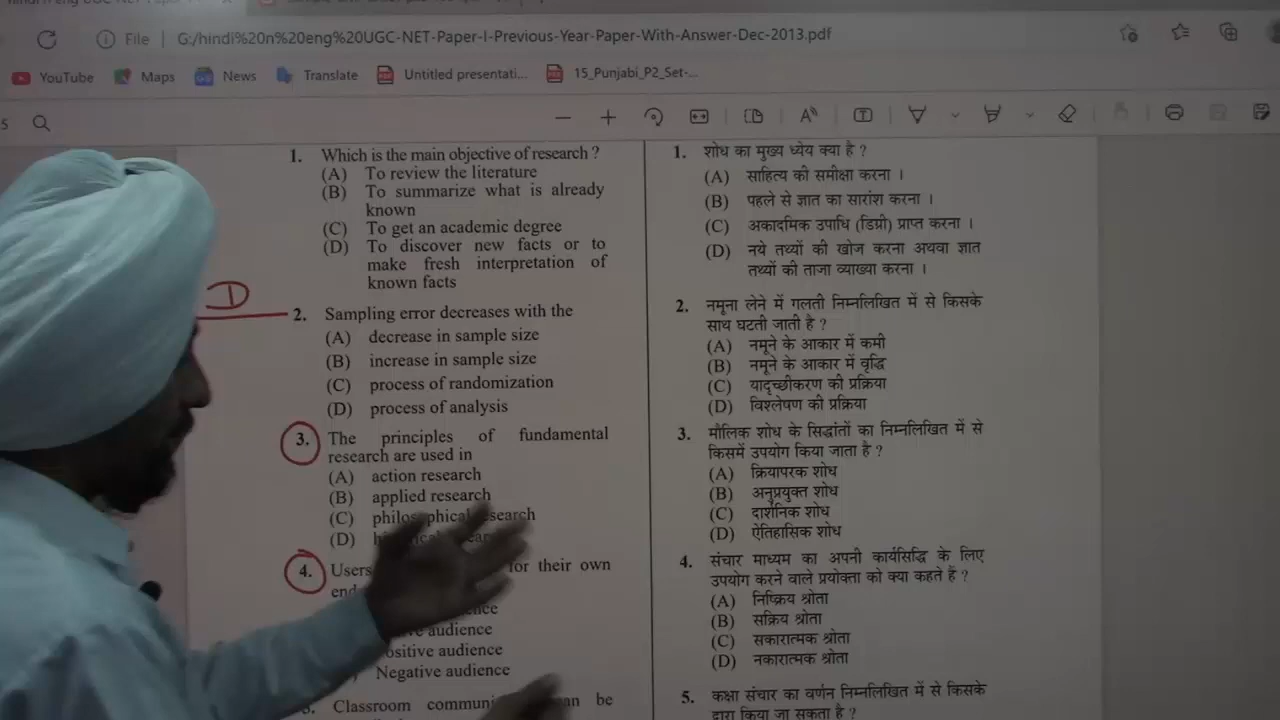 File | G:/hindi%20n%20eng%20UGC-NET-Paper-I-Previous-Year-Paper-With-Answer-Dec-2013.pdf
YouTube Maps News Translate Untitled presentati... 15_Punjabi_P2_Set-...
5
1. Which is the main objective of research ?
(A) To review the literature
(B) To summarize what is already
known
(C) To get an academic degree
(D) To discover new facts or to
make fresh interpretation of
known facts
D
2. Sampling error decreases with the
(A) decrease in sample size
(B) increase in sample size
(C) process of randomization
(D) process of analysis
3. The principles of fundamental
research are used in
(A) action research
(B) applied research
(C) philosophical research
(D)
4. Users for their own
audience
Positive audience
Negative audience
Classroom be
1. शोध का मुख्य ध्येय क्या है ?
(A) साहित्य की समीक्षा करना ।
(B) पहले से ज्ञात का सारांश करना ।
(C) अकादमिक उपाधि (डिग्री) प्राप्त करना ।
(D) नये तथ्यों की खोज करना अथवा ज्ञात
तथ्यों की ताजा व्याख्या करना ।
2. नमूना लेने में गलती निम्नलिखित में से किसके
साथ घटती जाती है ?
(A) नमूने के आकार में कमी
(B) नमूने के आकार में वृद्धि
(C) यादृच्छीकरण की प्रक्रिया
(D) विश्लेषण की प्रक्रिया
3. मौलिक शोध के सिद्धांतों का निम्नलिखित में से
किसमें उपयोग किया जाता है ?
(A) क्रियापरक शोध
(B) अनुप्रयुक्त शोध
(C) दार्शनिक शोध
(D) ऐतिहासिक शोध
4. संचार माध्यम का अपनी कार्यसिद्धि के लिए
उपयोग करने वाले प्रयोक्ता को क्या कहते हैं ?
(A) निष्क्रिय श्रोता
(B) सक्रिय श्रोता
(C) सकारात्मक श्रोता
(D) नकारात्मक श्रोता
5. कक्षा संचार का वर्णन निम्नलिखित में से किसके
द्वारा किया जा सकता है ?